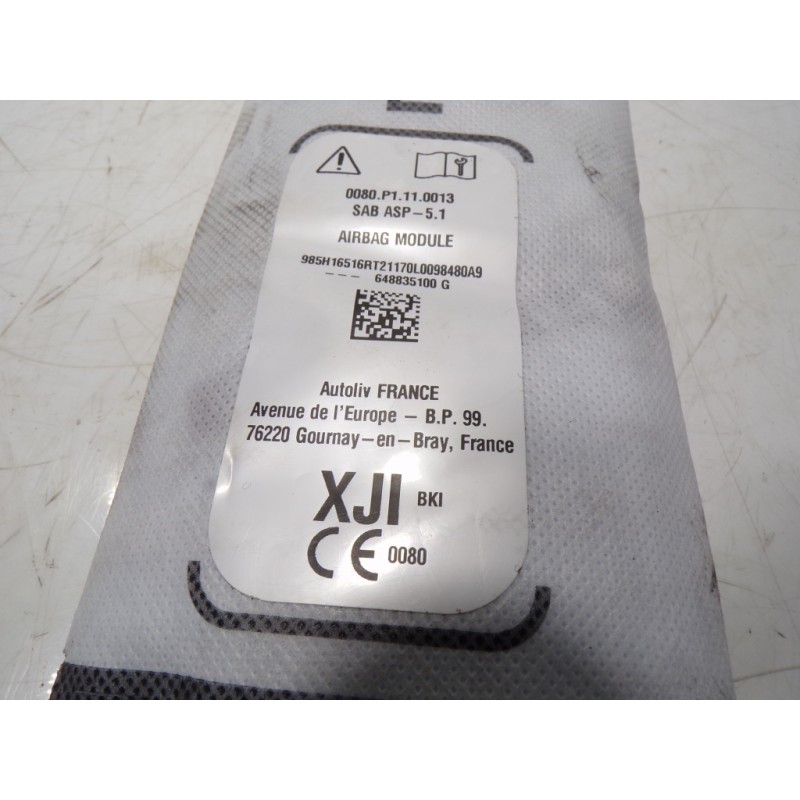 0080.P1.11.0013
SAB ASP-5.1
AIRBAG MODULE
985H16516RT21170L0098480A9
--- 648835100 G
Autoliv FRANCE
Avenue de l'Europe - B.P. 99.
76220 Gournay-en-Bray, France
XJI BKI
CE 0080